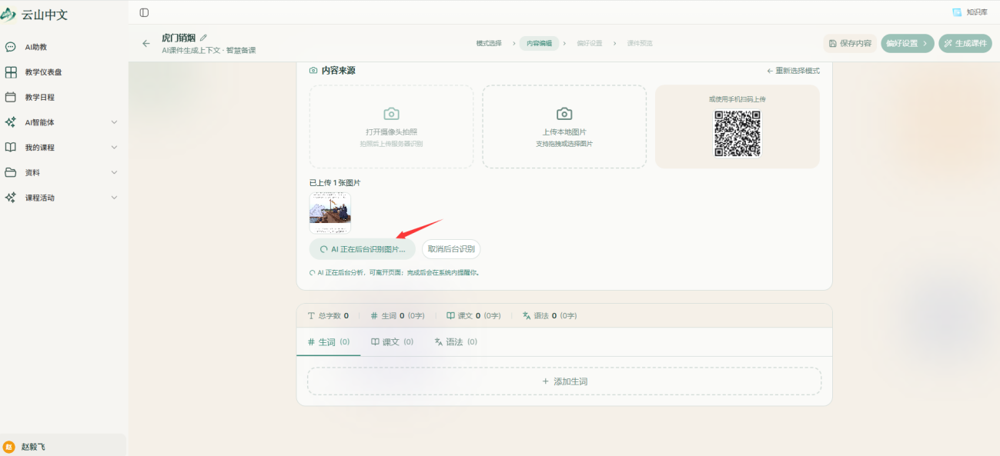 云山中文
知识库
AI助教
教学仪表盘
教学日程
AI智能体
我的课程
资料
课程活动
赵
赵毅飞
虎门销烟
AI课件生成上下文 · 智慧备课
模式选择
内容编辑
偏好设置
课件预览
保存内容
偏好设置
生成课件
内容来源
重新选择模式
打开摄像头拍照
拍照后上传服务器识别
上传本地图片
支持拖拽或选择图片
或使用手机扫码上传
已上传 1 张图片
AI 正在后台识别图片...
取消后台识别
AI 正在后台分析，可离开页面；完成后会在系统内提醒你。
总字数 0
# 生词 0 (0字)
课文 0 (0字)
语法 0 (0字)
# 生词 (0)
课文 (0)
语法 (0)
+ 添加生词